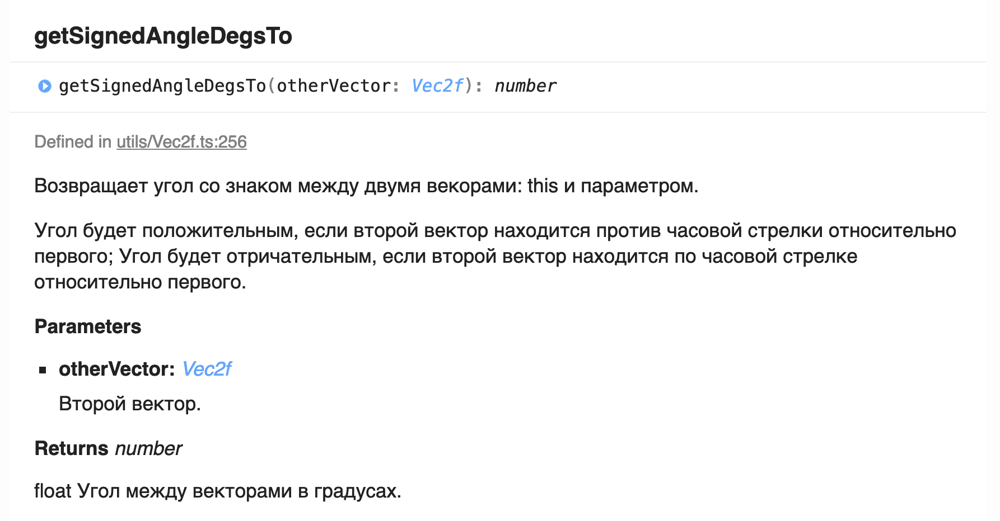 getSignedAngleDegsTo
getSignedAngleDegsTo(otherVector: Vec2f): number
Defined in utils/Vec2f.ts:256
Возвращает угол со знаком между двумя векорами: this и параметром.
Угол будет положительным, если второй вектор находится против часовой стрелки относительно
первого; Угол будет отричательным, если второй вектор находится по часовой стрелке
относительно первого.
Parameters
▪ otherVector: Vec2f
Второй вектор.
Returns number
float Угол между векторами в градусах.